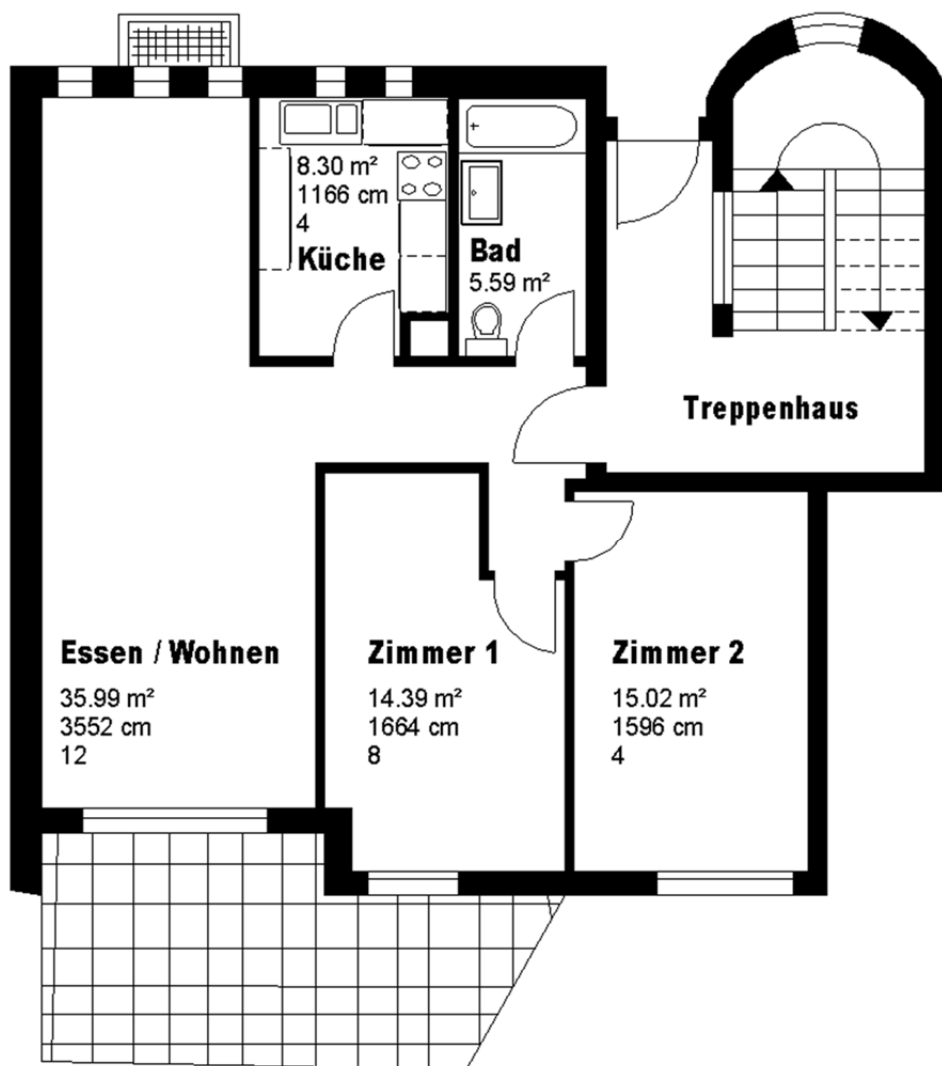 8.30 m²
1166 cm
4
Küche
Bad
5.59 m²
Treppenhaus
Essen / Wohnen
35.99 m²
3552 cm
12
Zimmer 1
14.39 m²
1664 cm
8
Zimmer 2
15.02 m²
1596 cm
4